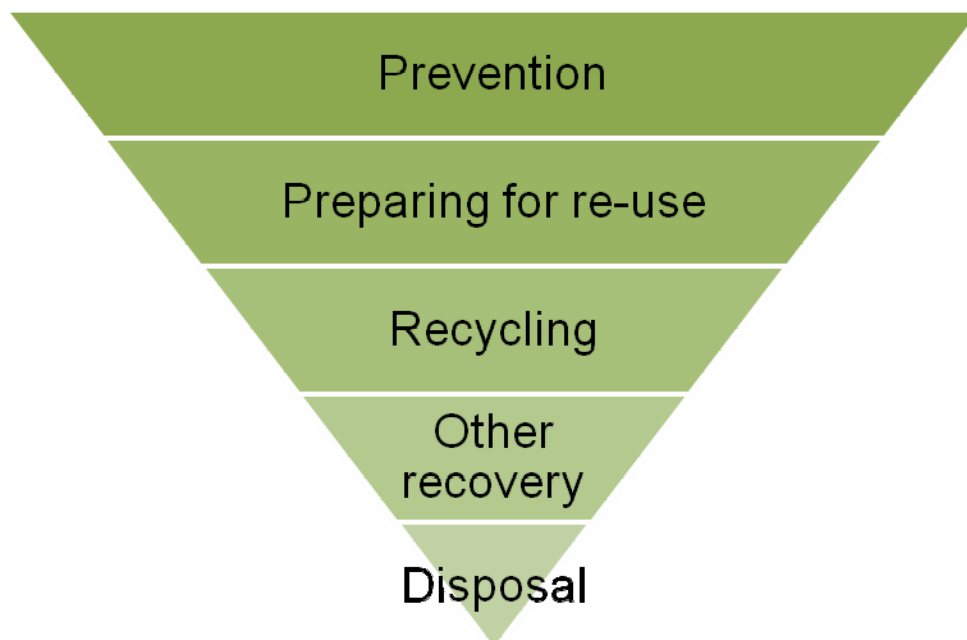 Prevention
Preparing for re-use
Recycling
Other
recovery
Disposal